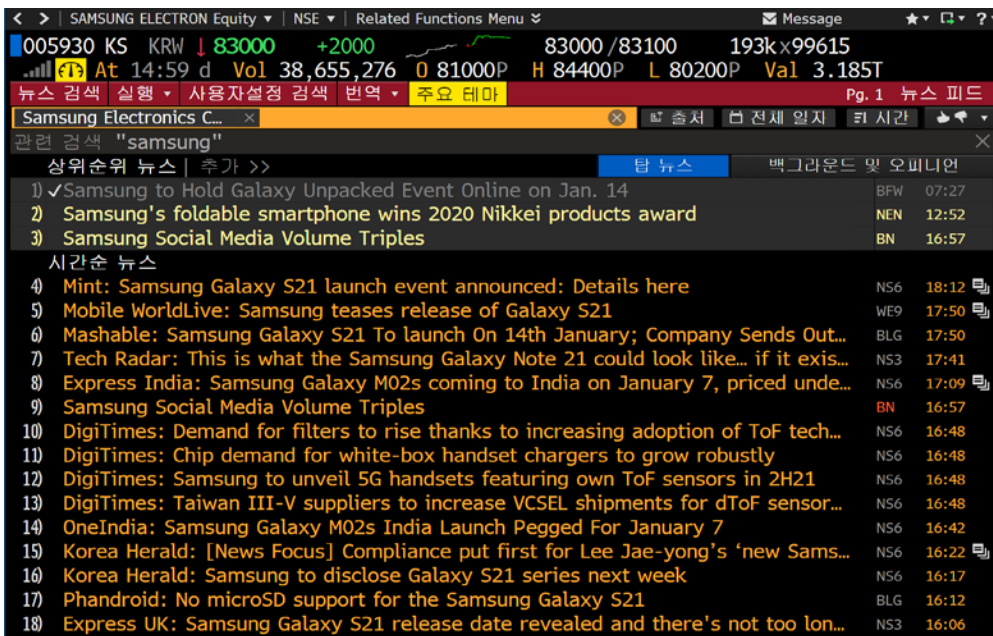 < > SAMSUNG ELECTRON Equity ▾ | NSE ▾ | Related Functions Menu Message ?
005930 KS KRW ↓ 83000 +2000 83000 /83100 193k x 99615
At 14:59 d Vol 38,655,276 O 81000P H 84400P L 80200P Val 3.185T
뉴스 검색 실행 ▾ 사용자설정 검색 번역 ▾ 주요 테마 Pg. 1 뉴스 피드
Samsung Electronics C... × 출처 전체 일자 시간
관련 검색 "samsung" ×
상위순위 뉴스 | 추가 >> 탑 뉴스 백그라운드 및 오피니언
1) ✓Samsung to Hold Galaxy Unpacked Event Online on Jan. 14 BFW 07:27
2) Samsung's foldable smartphone wins 2020 Nikkei products award NEN 12:52
3) Samsung Social Media Volume Triples BN 16:57
시간순 뉴스
4) Mint: Samsung Galaxy S21 launch event announced: Details here NS6 18:12
5) Mobile WorldLive: Samsung teases release of Galaxy S21 WE9 17:50
6) Mashable: Samsung Galaxy S21 To launch On 14th January; Company Sends Out... BLG 17:50
7) Tech Radar: This is what the Samsung Galaxy Note 21 could look like… if it exis... NS3 17:41
8) Express India: Samsung Galaxy M02s coming to India on January 7, priced unde... NS6 17:09
9) Samsung Social Media Volume Triples BN 16:57
10) DigiTimes: Demand for filters to rise thanks to increasing adoption of ToF tech... NS6 16:48
11) DigiTimes: Chip demand for white-box handset chargers to grow robustly NS6 16:48
12) DigiTimes: Samsung to unveil 5G handsets featuring own ToF sensors in 2H21 NS6 16:48
13) DigiTimes: Taiwan III-V suppliers to increase VCSEL shipments for dToF sensor... NS6 16:48
14) OneIndia: Samsung Galaxy M02s India Launch Pegged For January 7 NS6 16:42
15) Korea Herald: [News Focus] Compliance put first for Lee Jae-yong's ‘new Sams... NS6 16:22
16) Korea Herald: Samsung to disclose Galaxy S21 series next week NS6 16:17
17) Phandroid: No microSD support for the Samsung Galaxy S21 BLG 16:12
18) Express UK: Samsung Galaxy S21 release date revealed and there's not too lon... NS3 16:06